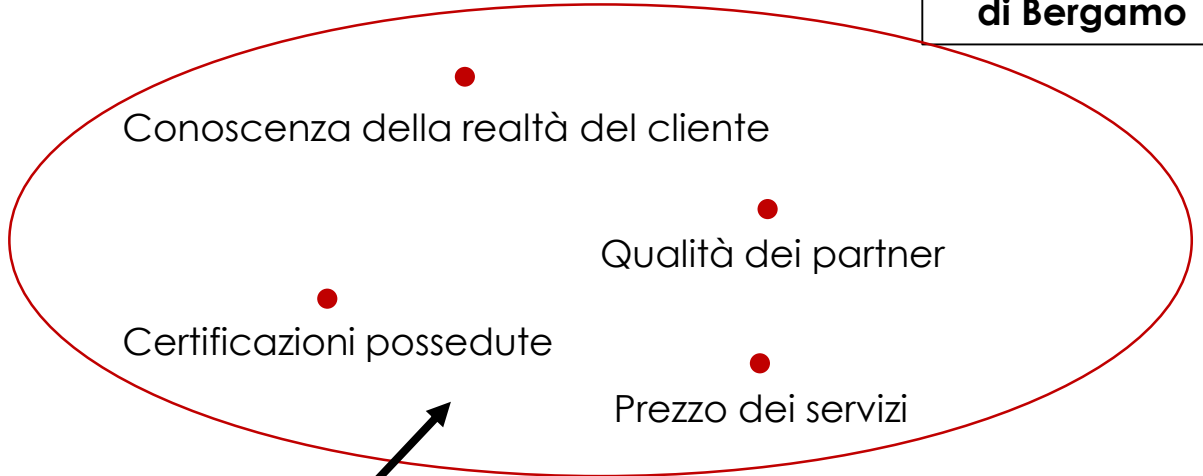 di Bergamo
Conoscenza della realtà del cliente
Qualità dei partner
Certificazioni possedute
Prezzo dei servizi